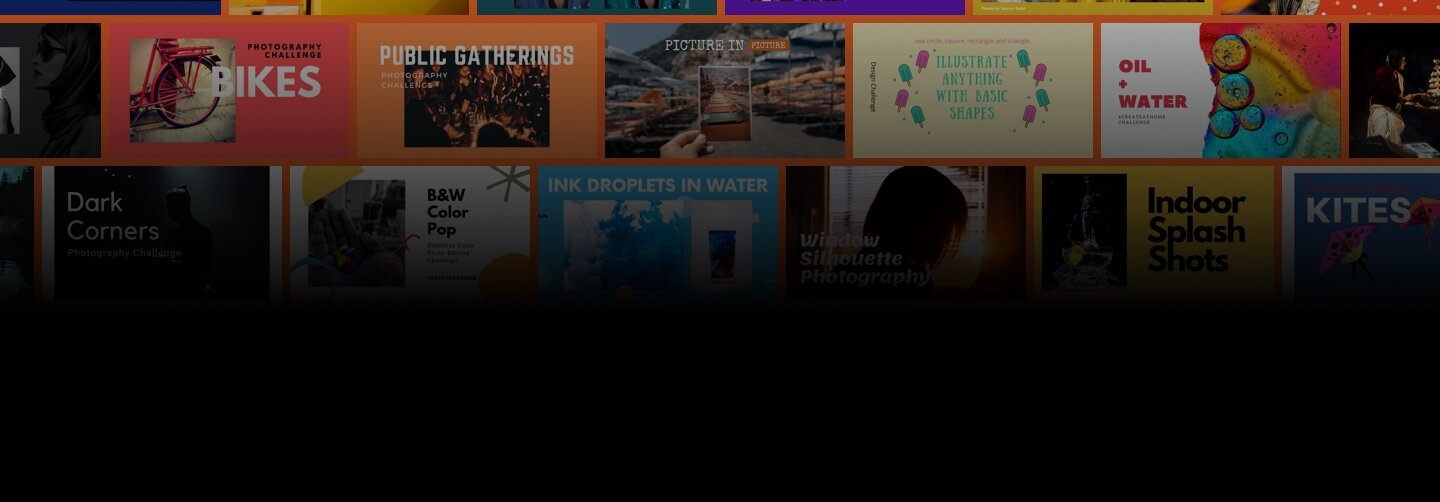 PHOTOGRAPHY
CHALLENGE
BIKES
PUBLIC GATHERINGS
PHOTOGRAPHY
CHALLENGE
PICTURE IN PICTURE
use circle, square, rectangle and triangle.
Design Challenge
ILLUSTRATE
ANYTHING
WITH BASIC
SHAPES
OIL
+
WATER
#CREATEATHOME
CHALLENGE
Dark
Corners
Photography Challenge
B&W
Color
Pop
Selective Color
Photo Editing
Challenge
#CREATEATHOME
INK DROPLETS IN WATER
Window
Silhouette
Photography
Indoor
Splash
Shots
KITES